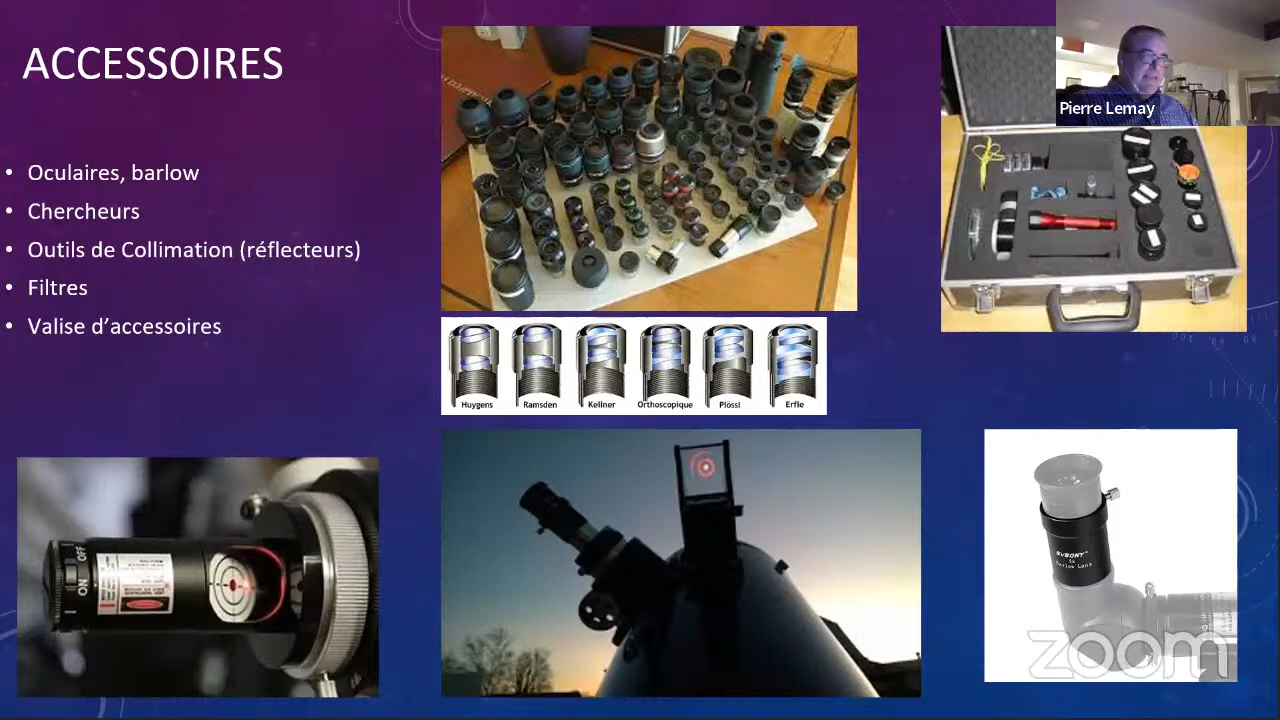 ACCESSOIRES
• Oculaires, barlow
• Chercheurs
• Outils de Collimation (réflecteurs)
• Filtres
• Valise d’accessoires
Pierre Lemay
Huygens Ramsden Kellner Orthoscopique Plössl Erfle
OFF
ON
SVBONY
5x
Barlow Lens
zoom